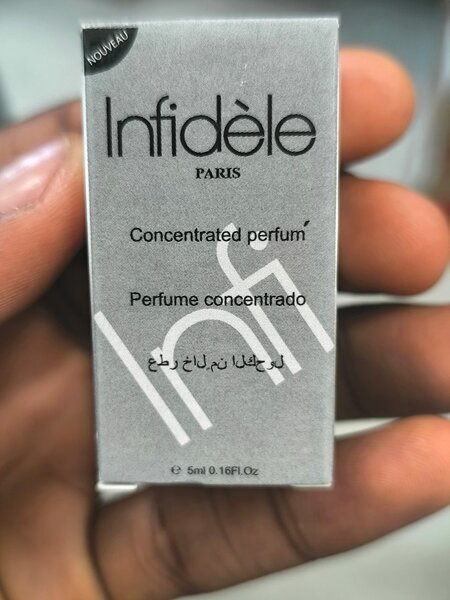 NOUVEAU
Infidèle
PARIS
Concentrated perfum´
Perfume concentrado
عطر خال من الكحول
Infi
℮ 5ml 0.16Fl.Oz